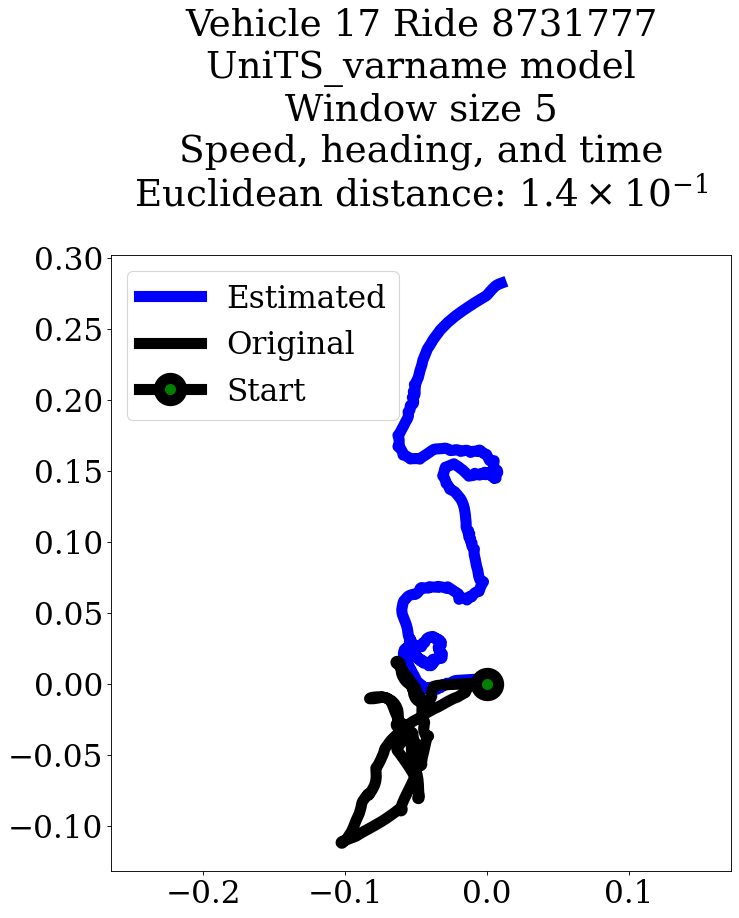 Vehicle 17 Ride 8731777
UniTS_varname model
Window size 5
Speed, heading, and time
Euclidean distance: 1.4 × 10⁻¹
0.30
0.25
0.20
0.15
0.10
0.05
0.00
−0.05
−0.10
Estimated
Original
Start
−0.2 −0.1 0.0 0.1